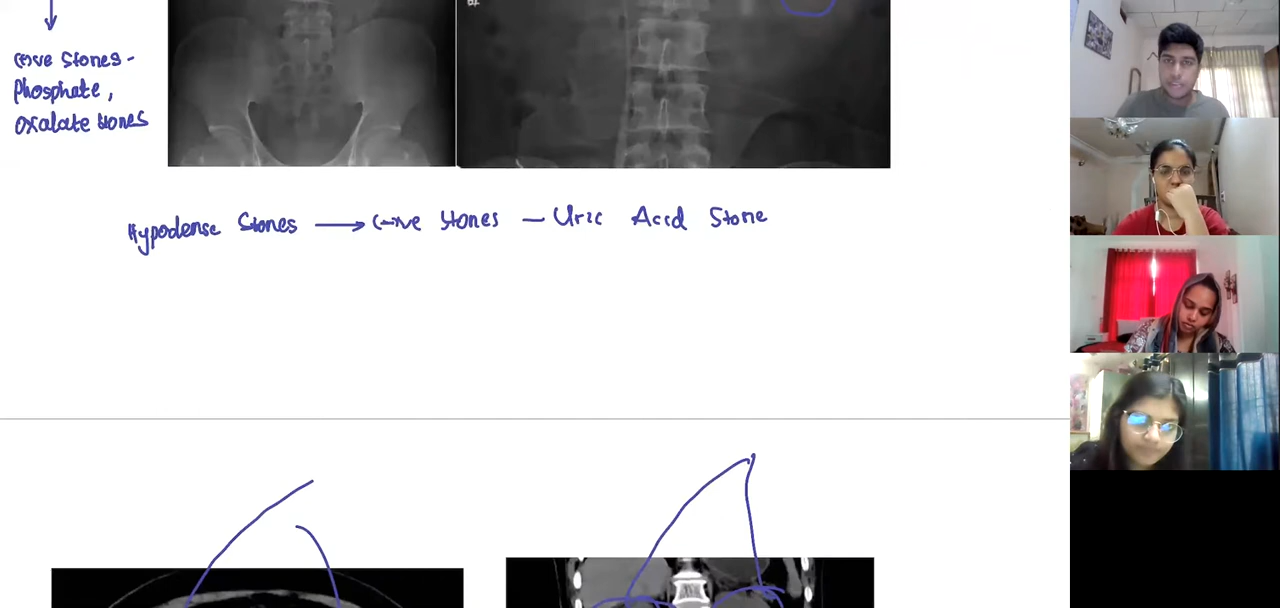 (+)ve Stones -
Phosphate,
Oxalate Stones
Hypodense Stones → (-)ve Stones - Uric Acid Stone